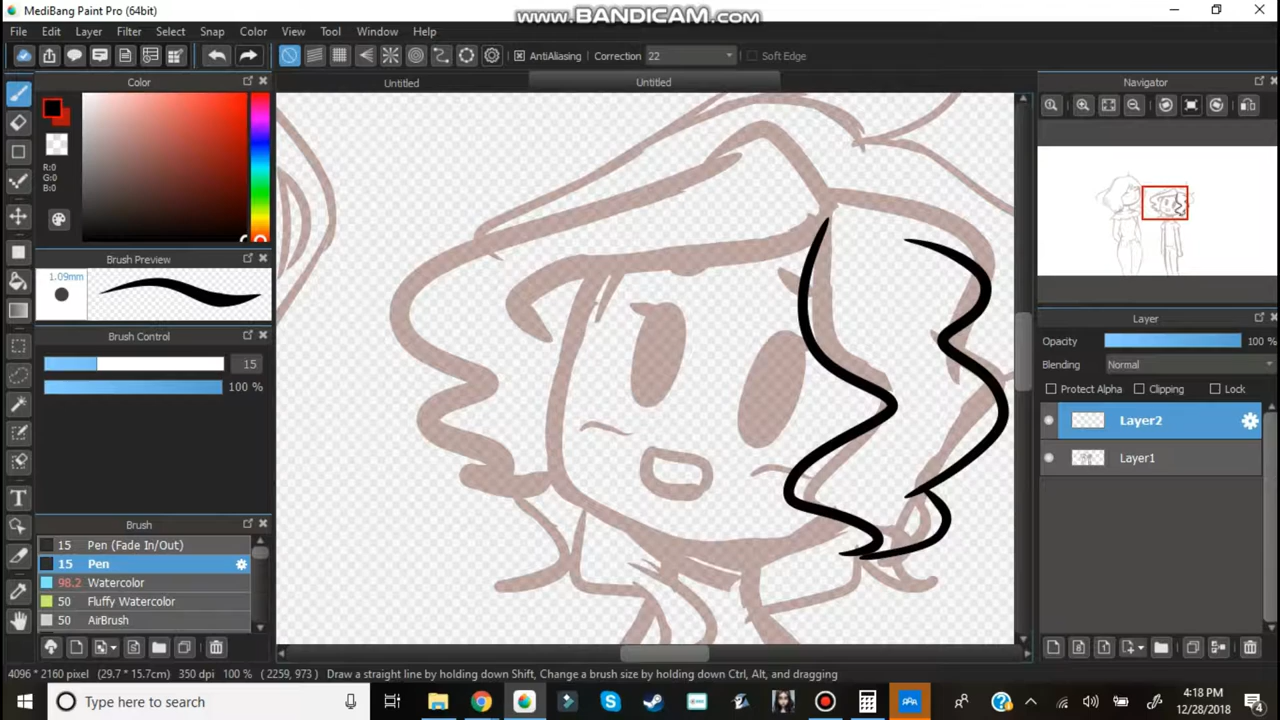 MediBang Paint Pro (64bit)
www.BANDICAM.com
File Edit Layer Filter Select Snap Color View Tool Window Help
AntiAliasing Correction 22 Soft Edge
Color
Untitled
Untitled
Navigator
R:0
G:0
B:0
Brush Preview
1.09mm
Brush Control
15
100 %
Layer
Opacity 100 %
Blending Normal
Protect Alpha Clipping Lock
Layer2
Layer1
Brush
15 Pen (Fade In/Out)
15 Pen
98.2 Watercolor
50 Fluffy Watercolor
50 AirBrush
4096 * 2160 pixel (29.7 * 15.7cm) 350 dpi 100 % (2259, 973) Draw a straight line by holding down Shift, Change a brush size by holding down Ctrl, Alt, and dragging
Type here to search
4:18 PM
12/28/2018
4